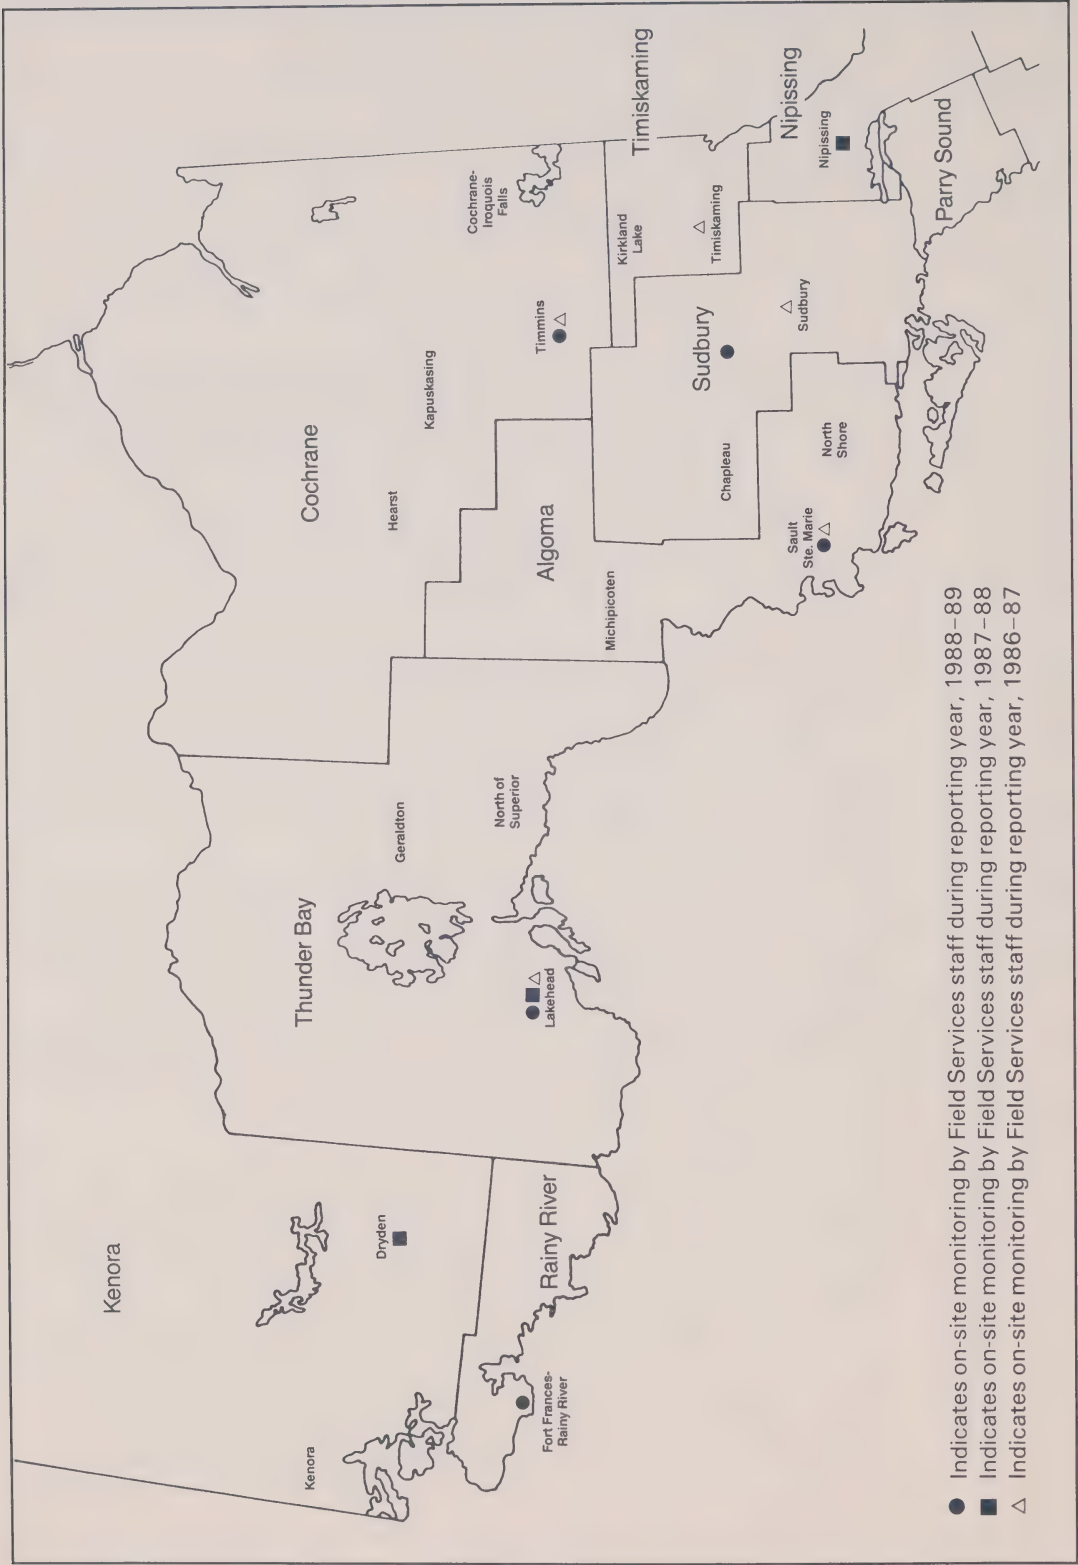 Kenora
Kenora
Dryden
Fort Frances-
Rainy River
Rainy River
Thunder Bay
Lakehead
Geraldton
North of
Superior
Cochrane
Hearst
Kapuskasing
Algoma
Michipicoten
Timmins
Cochrane-
Iroquois
Falls
Kirkland
Lake
Timiskaming
Timiskaming
Sudbury
Chapleau
Sudbury
Sault
Ste. Marie
North
Shore
Nipissing
Nipissing
Parry Sound
● Indicates on-site monitoring by Field Services staff during reporting year, 1988–89
■ Indicates on-site monitoring by Field Services staff during reporting year, 1987–88
△ Indicates on-site monitoring by Field Services staff during reporting year, 1986–87